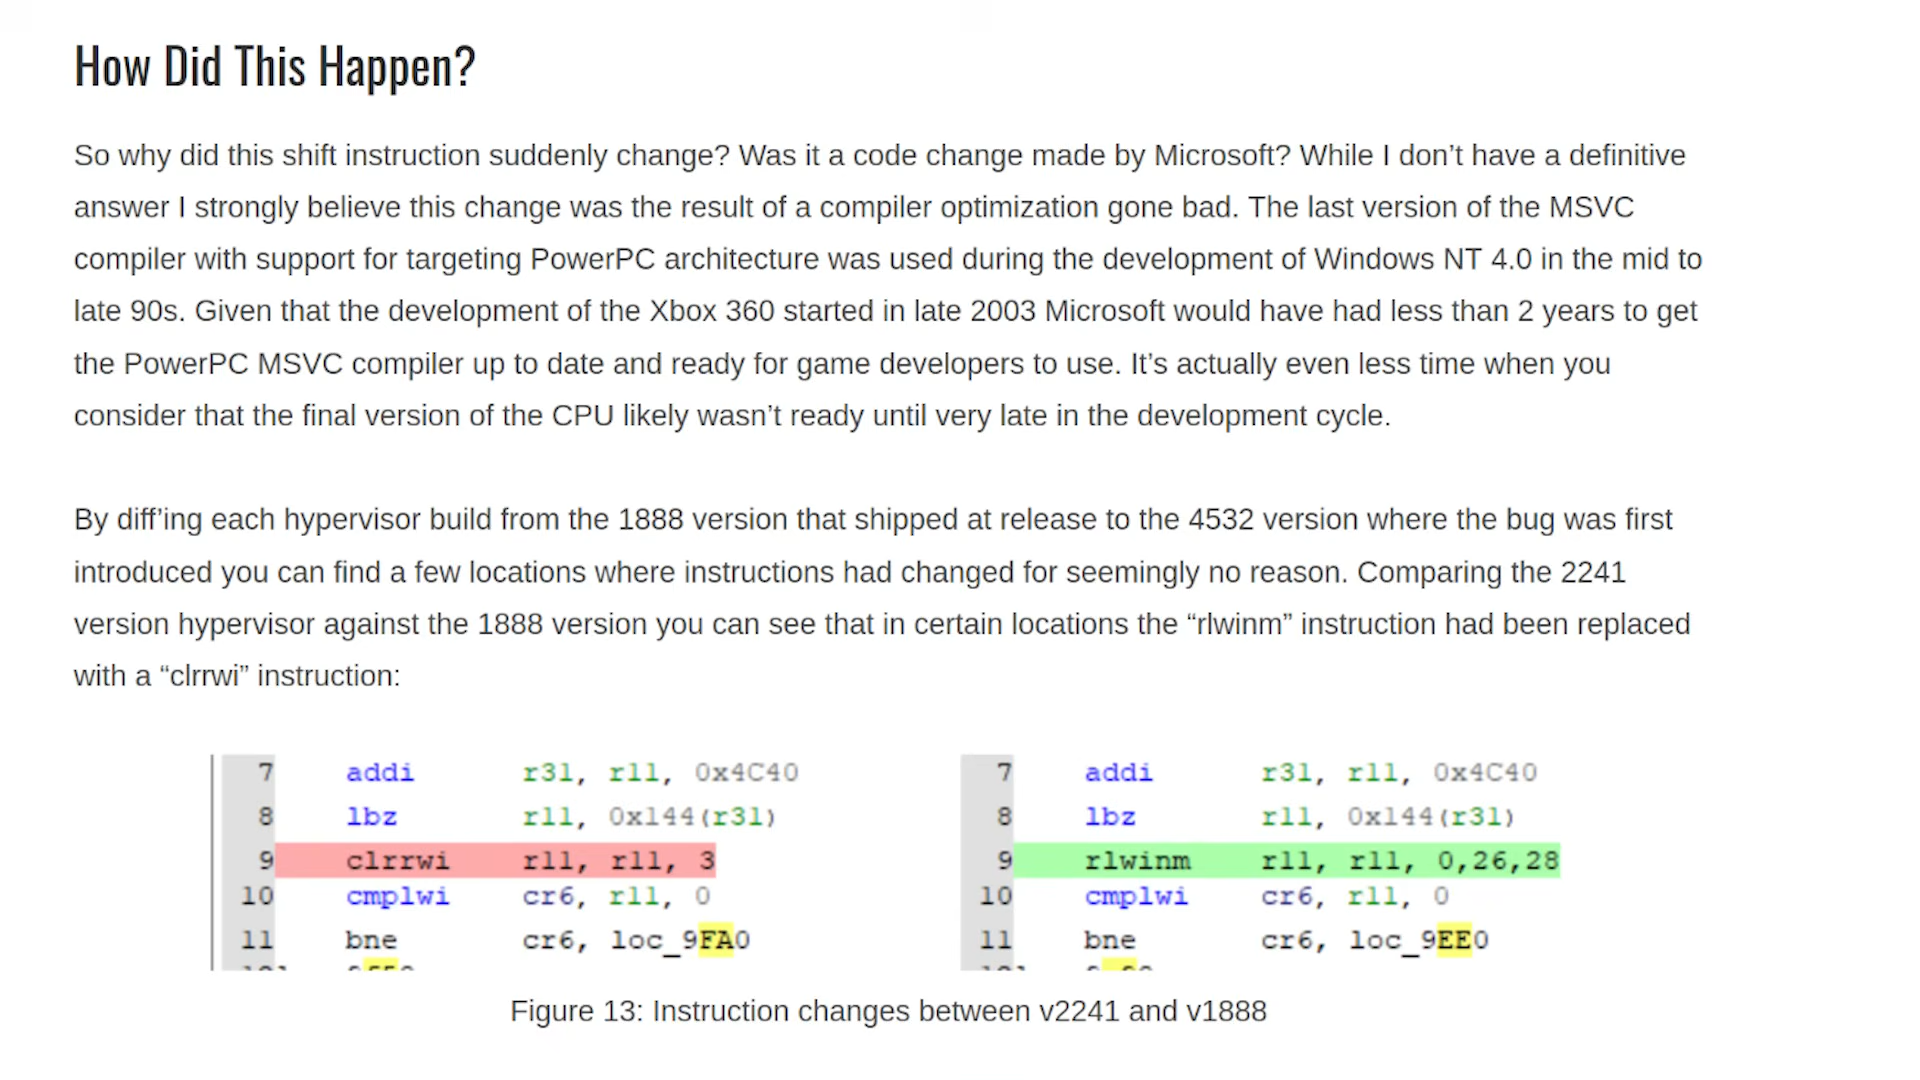 How Did This Happen?
So why did this shift instruction suddenly change? Was it a code change made by Microsoft? While I don’t have a definitive
answer I strongly believe this change was the result of a compiler optimization gone bad. The last version of the MSVC
compiler with support for targeting PowerPC architecture was used during the development of Windows NT 4.0 in the mid to
late 90s. Given that the development of the Xbox 360 started in late 2003 Microsoft would have had less than 2 years to get
the PowerPC MSVC compiler up to date and ready for game developers to use. It’s actually even less time when you
consider that the final version of the CPU likely wasn’t ready until very late in the development cycle.
By diff’ing each hypervisor build from the 1888 version that shipped at release to the 4532 version where the bug was first
introduced you can find a few locations where instructions had changed for seemingly no reason. Comparing the 2241
version hypervisor against the 1888 version you can see that in certain locations the “rlwinm” instruction had been replaced
with a “clrrwi” instruction:
7 addi r31, r11, 0x4C40
8 lbz r11, 0x144(r31)
9 clrrwi r11, r11, 3
10 cmplwi cr6, r11, 0
11 bne cr6, loc_9FA0
7 addi r31, r11, 0x4C40
8 lbz r11, 0x144(r31)
9 rlwinm r11, r11, 0,26,28
10 cmplwi cr6, r11, 0
11 bne cr6, loc_9EE0
Figure 13: Instruction changes between v2241 and v1888